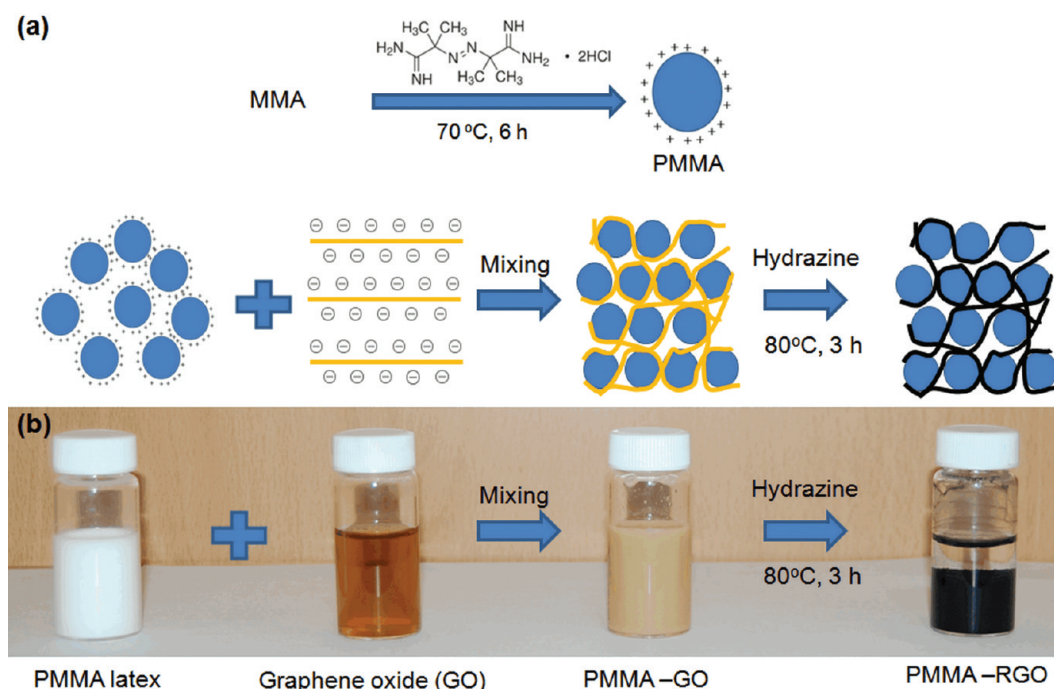 (a)
H₃C CH₃ NH
H₂N N N NH₂ · 2HCl
NH H₃C CH₃
MMA
70 ºC, 6 h
PMMA
Mixing
Hydrazine
80ºC, 3 h
(b)
Mixing
Hydrazine
80ºC, 3 h
PMMA latex
Graphene oxide (GO)
PMMA –GO
PMMA –RGO